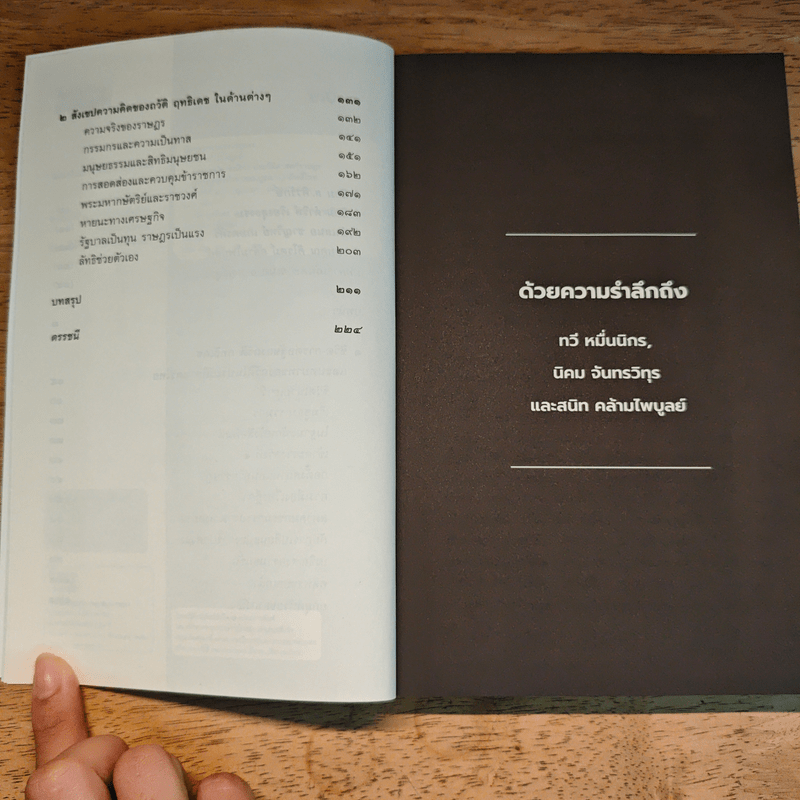 ๒ สังเขปความคิดของถวัติ ฤทธิเดช ในด้านต่างๆ ๑๓๑
ความจริงของราษฎร ๑๓๒
กรรมกรและความเป็นทาส ๑๔๑
มนุษยธรรมและสิทธิมนุษยชน ๑๕๑
การสอดส่องและควบคุมข้าราชการ ๑๖๒
พระมหากษัตริย์และราชวงศ์ ๑๗๑
หายนะทางเศรษฐกิจ ๑๘๓
รัฐบาลเป็นทุน ราษฎรเป็นแรง ๑๙๒
ลัทธิช่วยตัวเอง ๒๐๓
บทสรุป ๒๑๑
ดรรชนี ๒๒๔
ด้วยความรำลึกถึง
ทวี หมื่นนิกร,
นิคม จันทรวิทุร
และสนิท คล้ามไพบูลย์